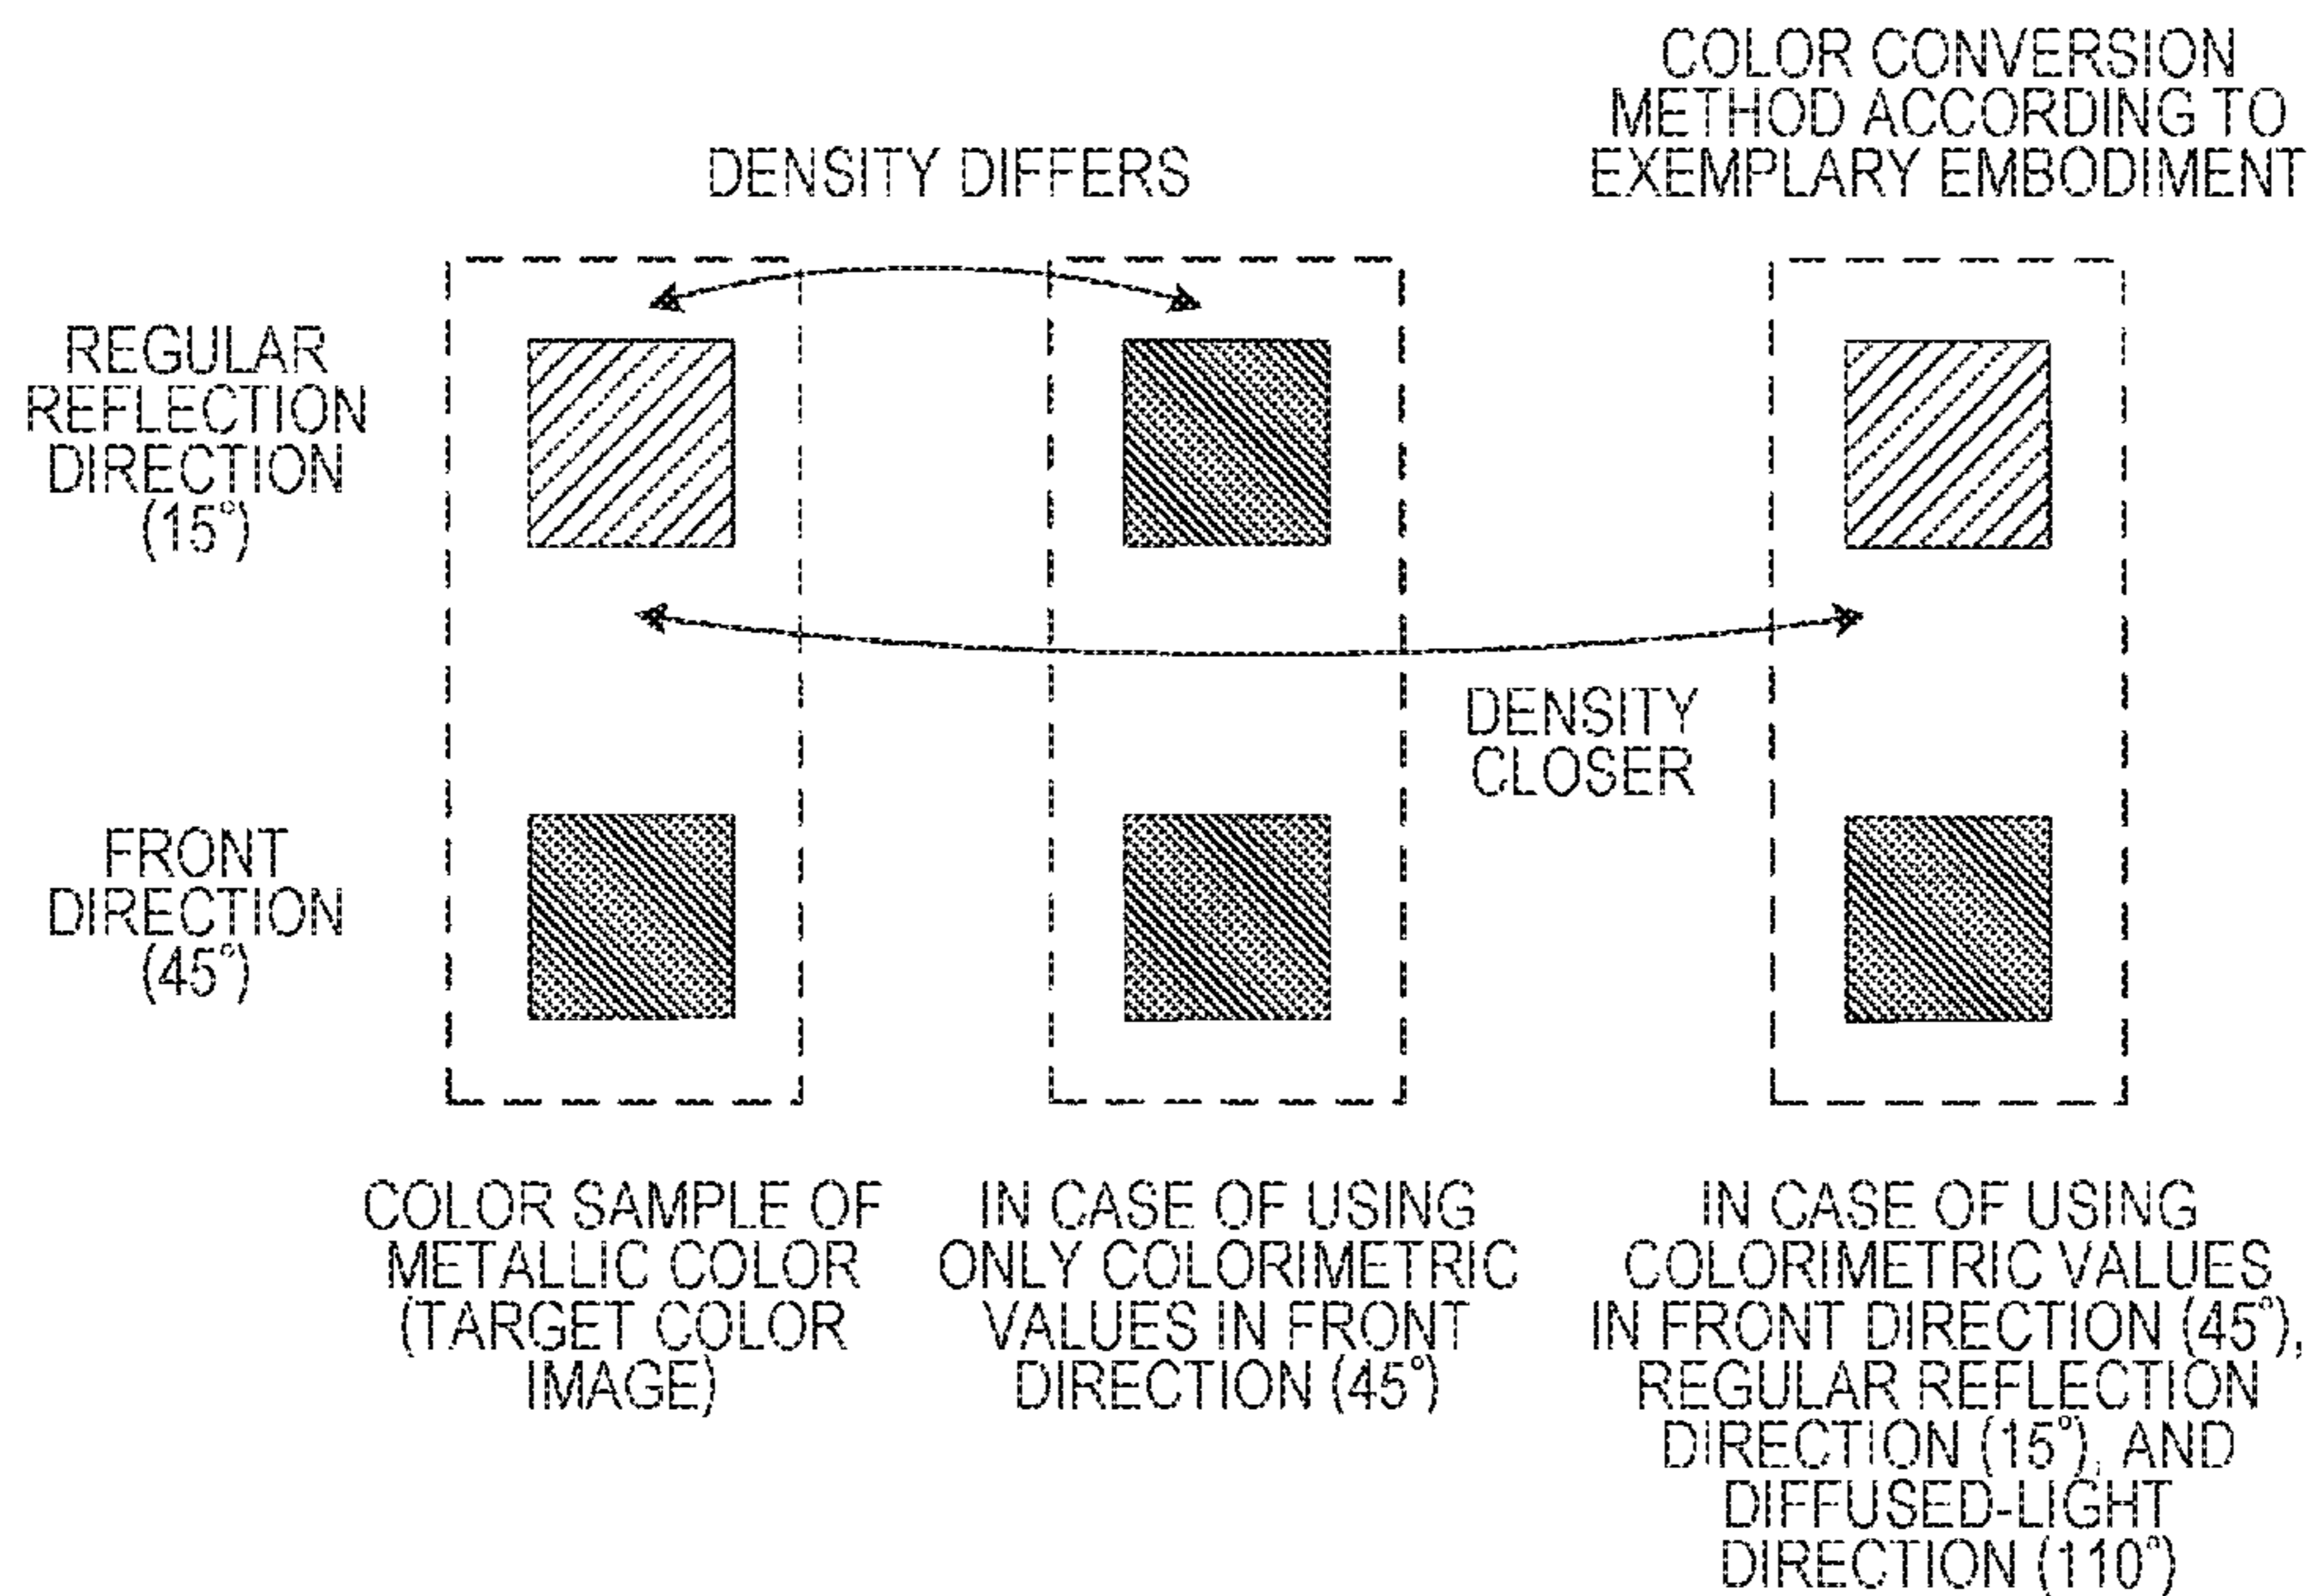 COLOR CONVERSION
METHOD ACCORDING TO
EXEMPLARY EMBODIMENT
DENSITY DIFFERS
REGULAR
REFLECTION
DIRECTION
(15°)
DENSITY
CLOSER
FRONT
DIRECTION
(45°)
COLOR SAMPLE OF
METALLIC COLOR
(TARGET COLOR
IMAGE)
IN CASE OF USING
ONLY COLORIMETRIC
VALUES IN FRONT
DIRECTION (45°)
IN CASE OF USING
COLORIMETRIC VALUES
IN FRONT DIRECTION (45°),
REGULAR REFLECTION
DIRECTION (15°), AND
DIFFUSED-LIGHT
DIRECTION (110°)